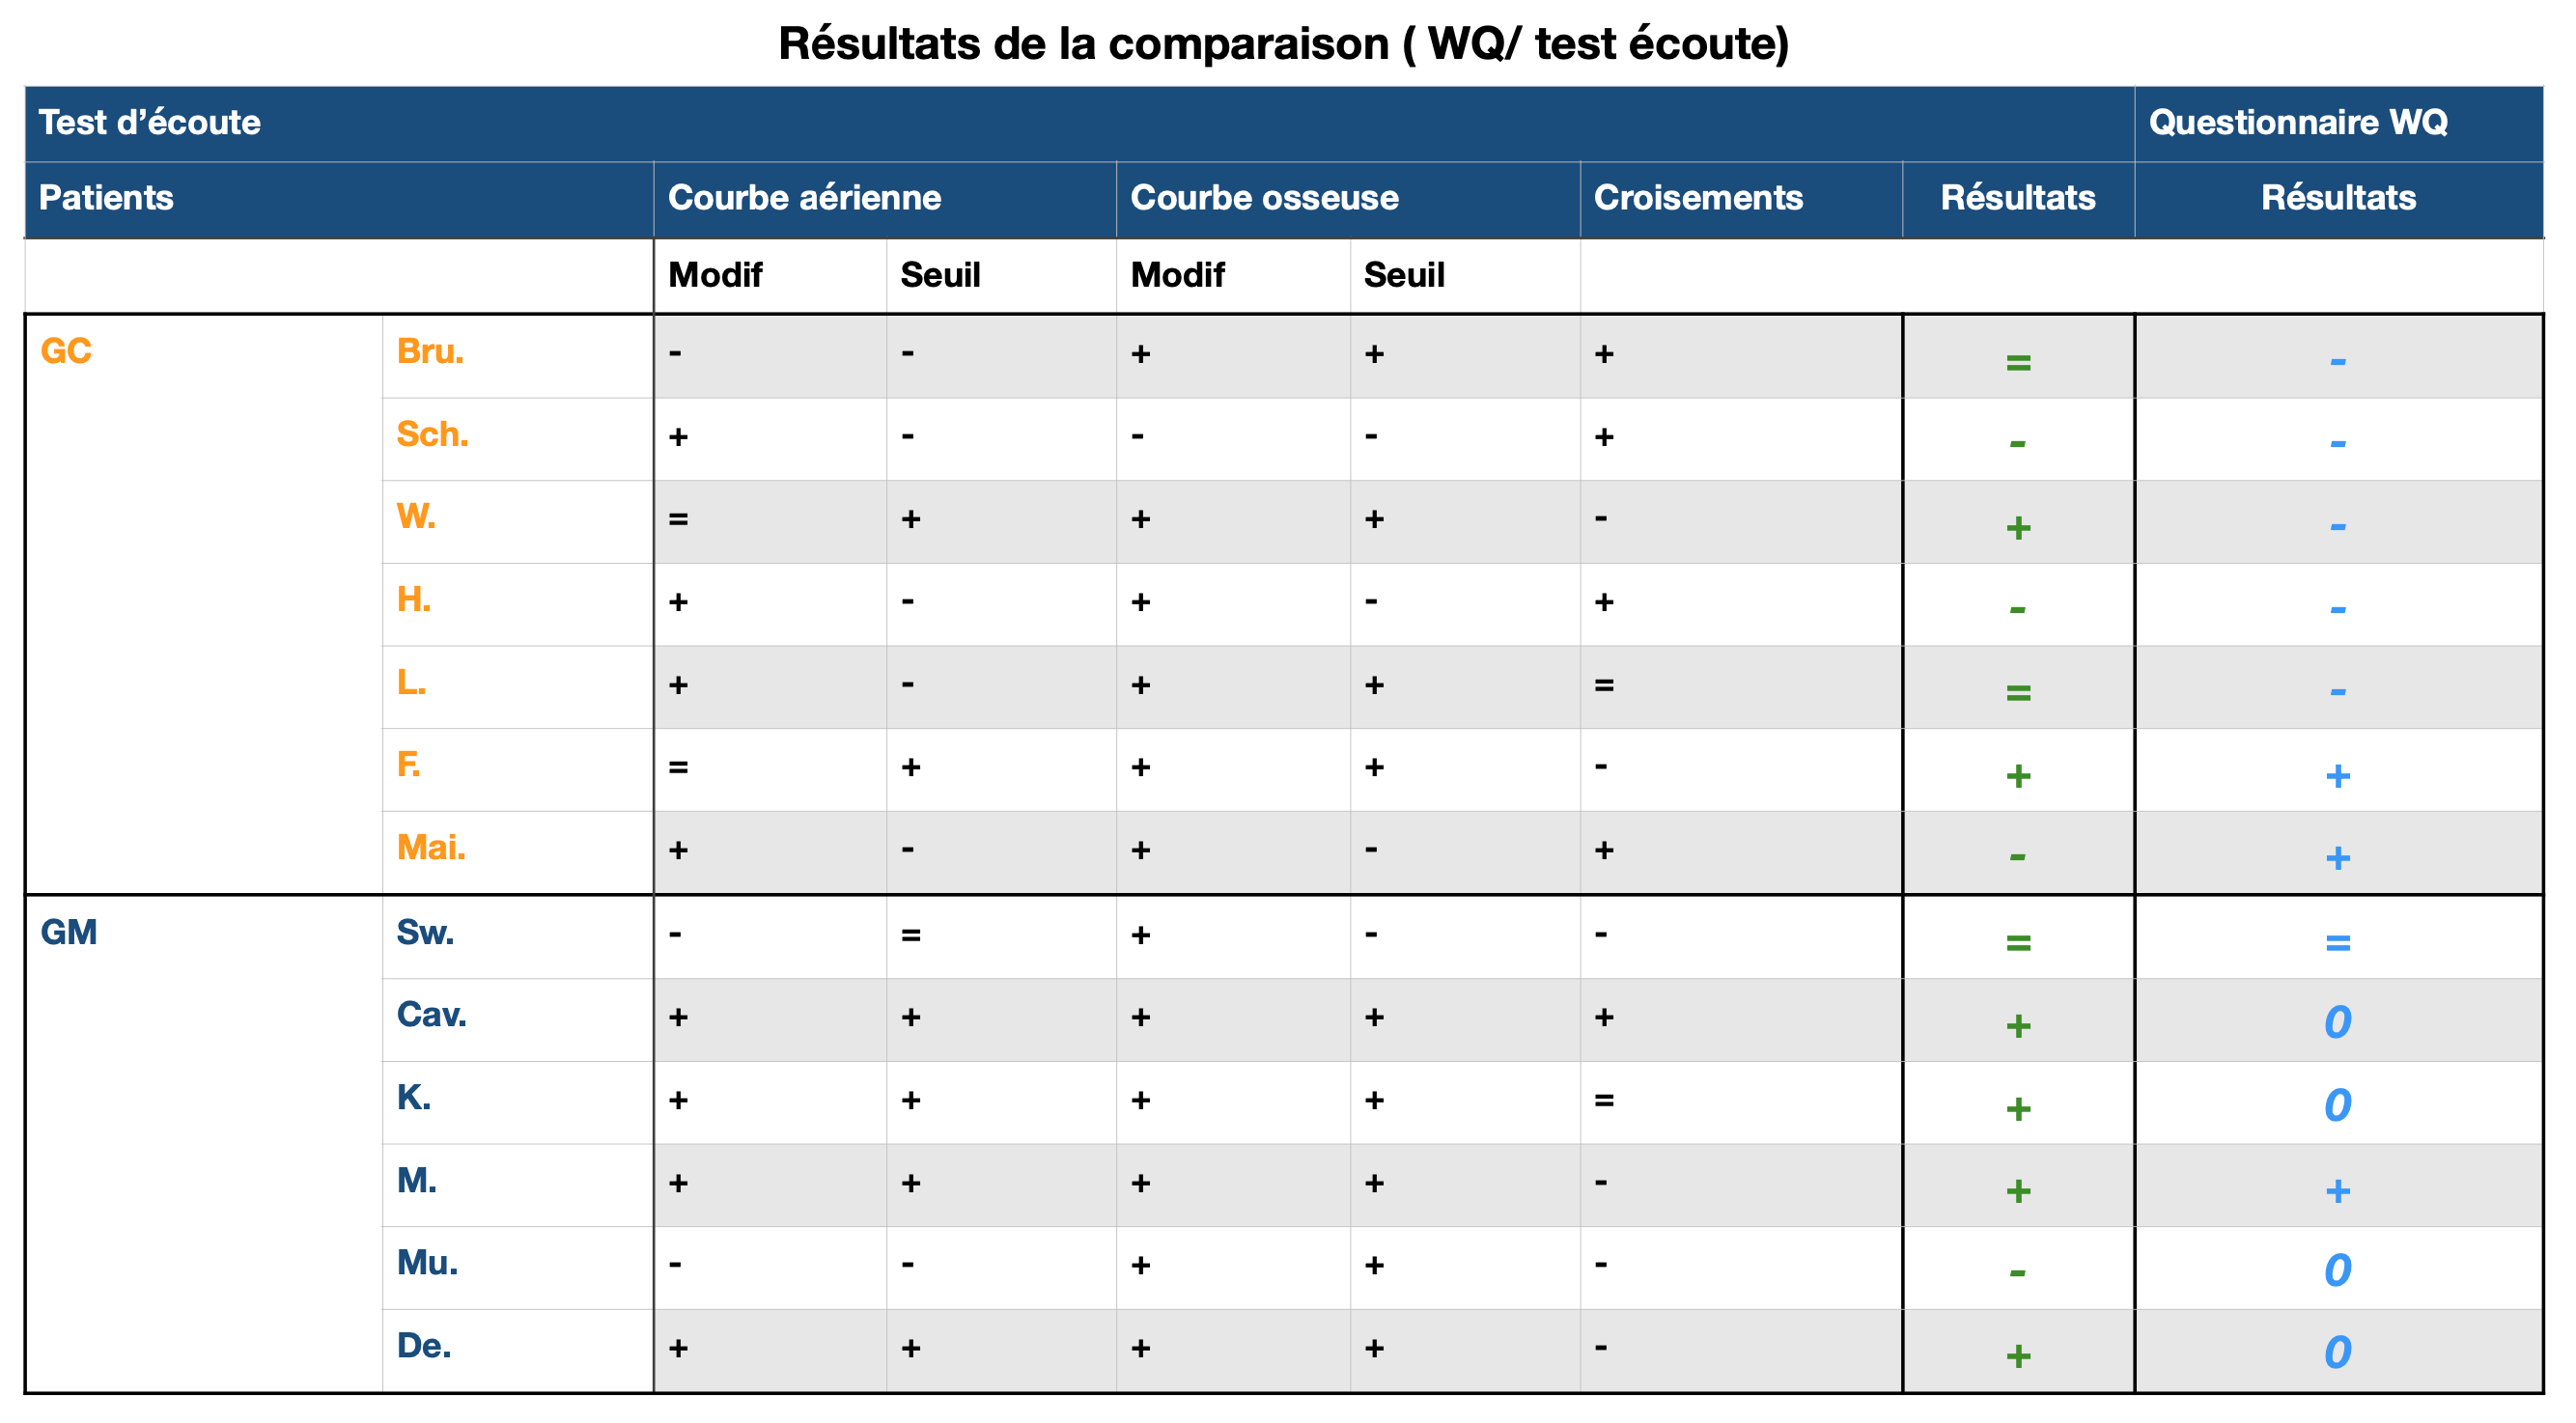 Résultats de la comparaison ( WQ/ test écoute)
Test d’écoute Questionnaire WQ
Patients Courbe aérienne Courbe osseuse Croisements Résultats Résultats
Modif Seuil Modif Seuil
GC Bru. - - + + + = -
Sch. + - - - + - -
W. = + + + - + -
H. + - + - + - -
L. + - + + = = -
F. = + + + - + +
Mai. + - + - + - +
GM Sw. - = + - - = =
Cav. + + + + + + 0
K. + + + + = + 0
M. + + + + - + +
Mu. - - + + - - 0
De. + + + + - + 0